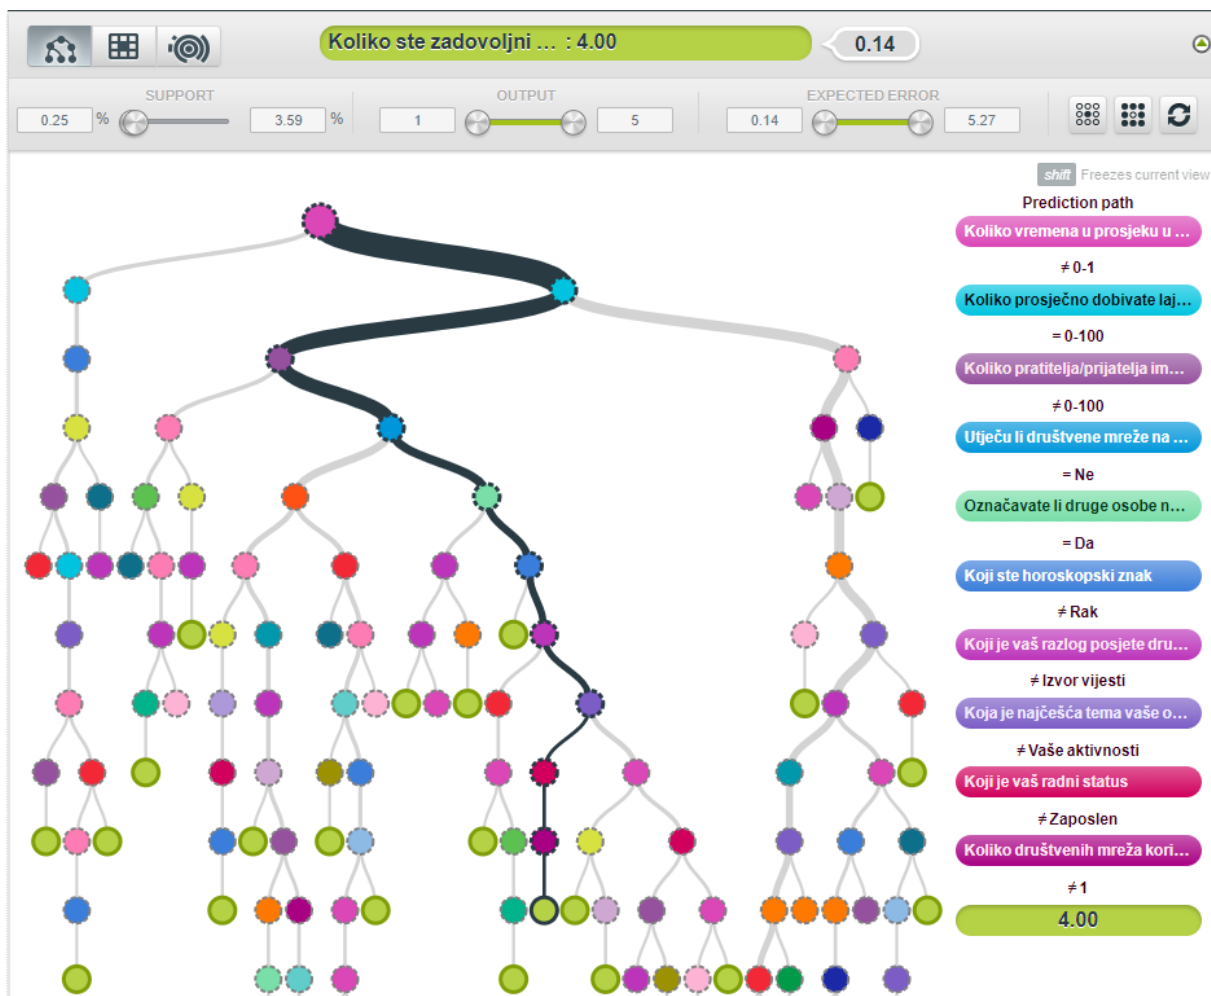 Koliko ste zadovoljni ... : 4.00
0.14
SUPPORT
OUTPUT
EXPECTED ERROR
0.25 % 3.59 %
1 5
0.14 5.27
shift Freezes current view
Prediction path
Koliko vremena u prosjeku u ...
≠ 0-1
Koliko prosječno dobivate laj...
= 0-100
Koliko pratitelja/prijatelja im...
≠ 0-100
Utječu li društvene mreže na ...
= Ne
Označavate li druge osobe n...
= Da
Koji ste horoskopski znak
≠ Rak
Koji je vaš razlog posjete dru...
≠ Izvor vijesti
Koja je najčešća tema vaše o...
≠ Vaše aktivnosti
Koji je vaš radni status
≠ Zaposlen
Koliko društvenih mreža kori...
≠ 1
4.00